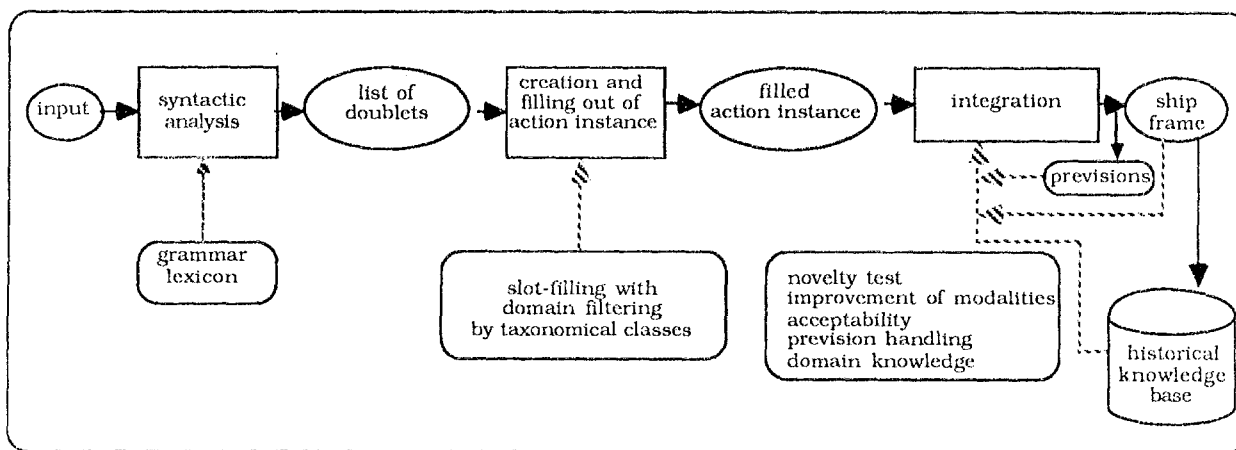 input
syntactic
analysis
list of
doublets
creation and
filling out of
action instance
filled
action instance
integration
ship
frame
previsions
grammar
lexicon
slot-filling with
domain filtering
by taxonomical classes
novelty test
improvement of modalities
acceptability
prevision handling
domain knowledge
historical
knowledge
base